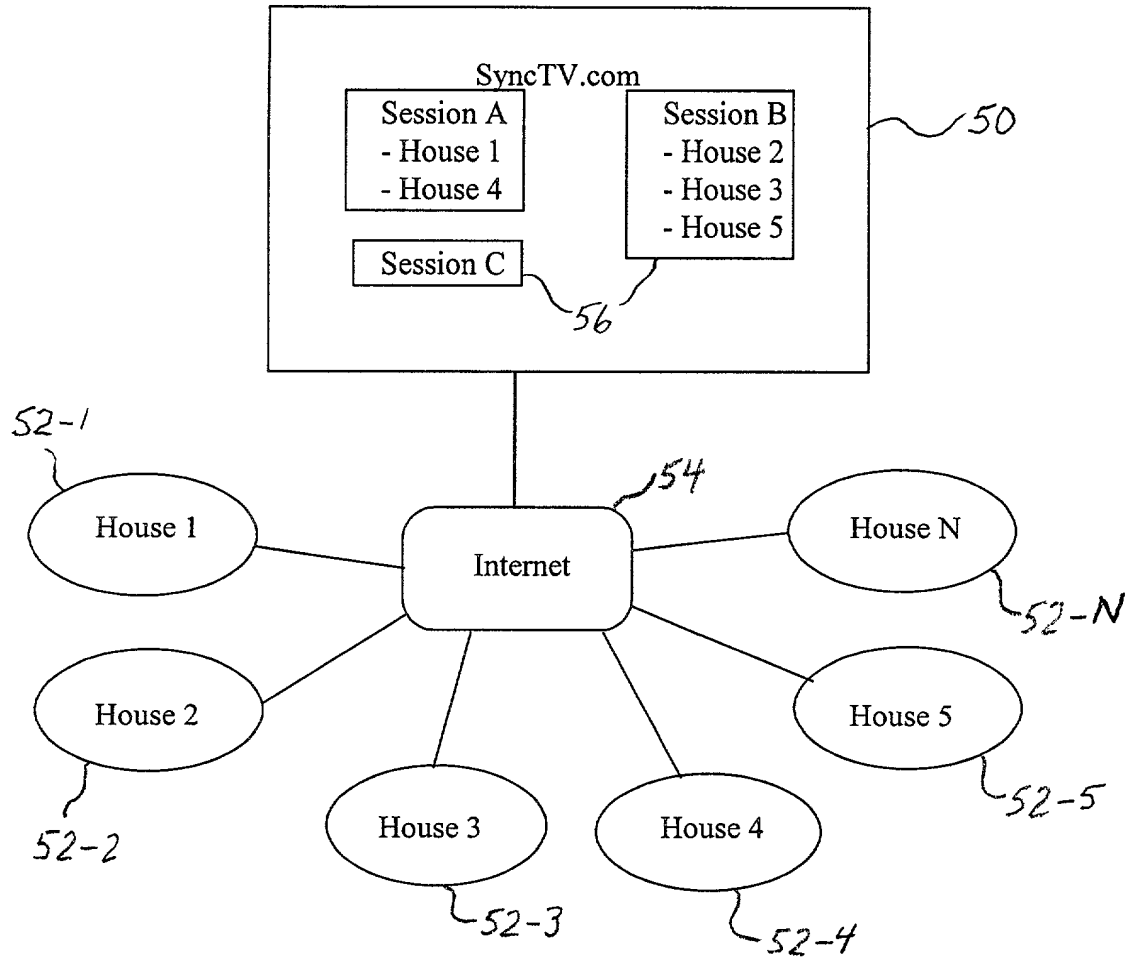 SyncTV.com
Session A
- House 1
- House 4
Session B
- House 2
- House 3
- House 5
50
Session C
56
52-1
54
House 1
Internet
House N
52-N
House 2
House 5
52-2
House 3
House 4
52-5
52-3
52-4